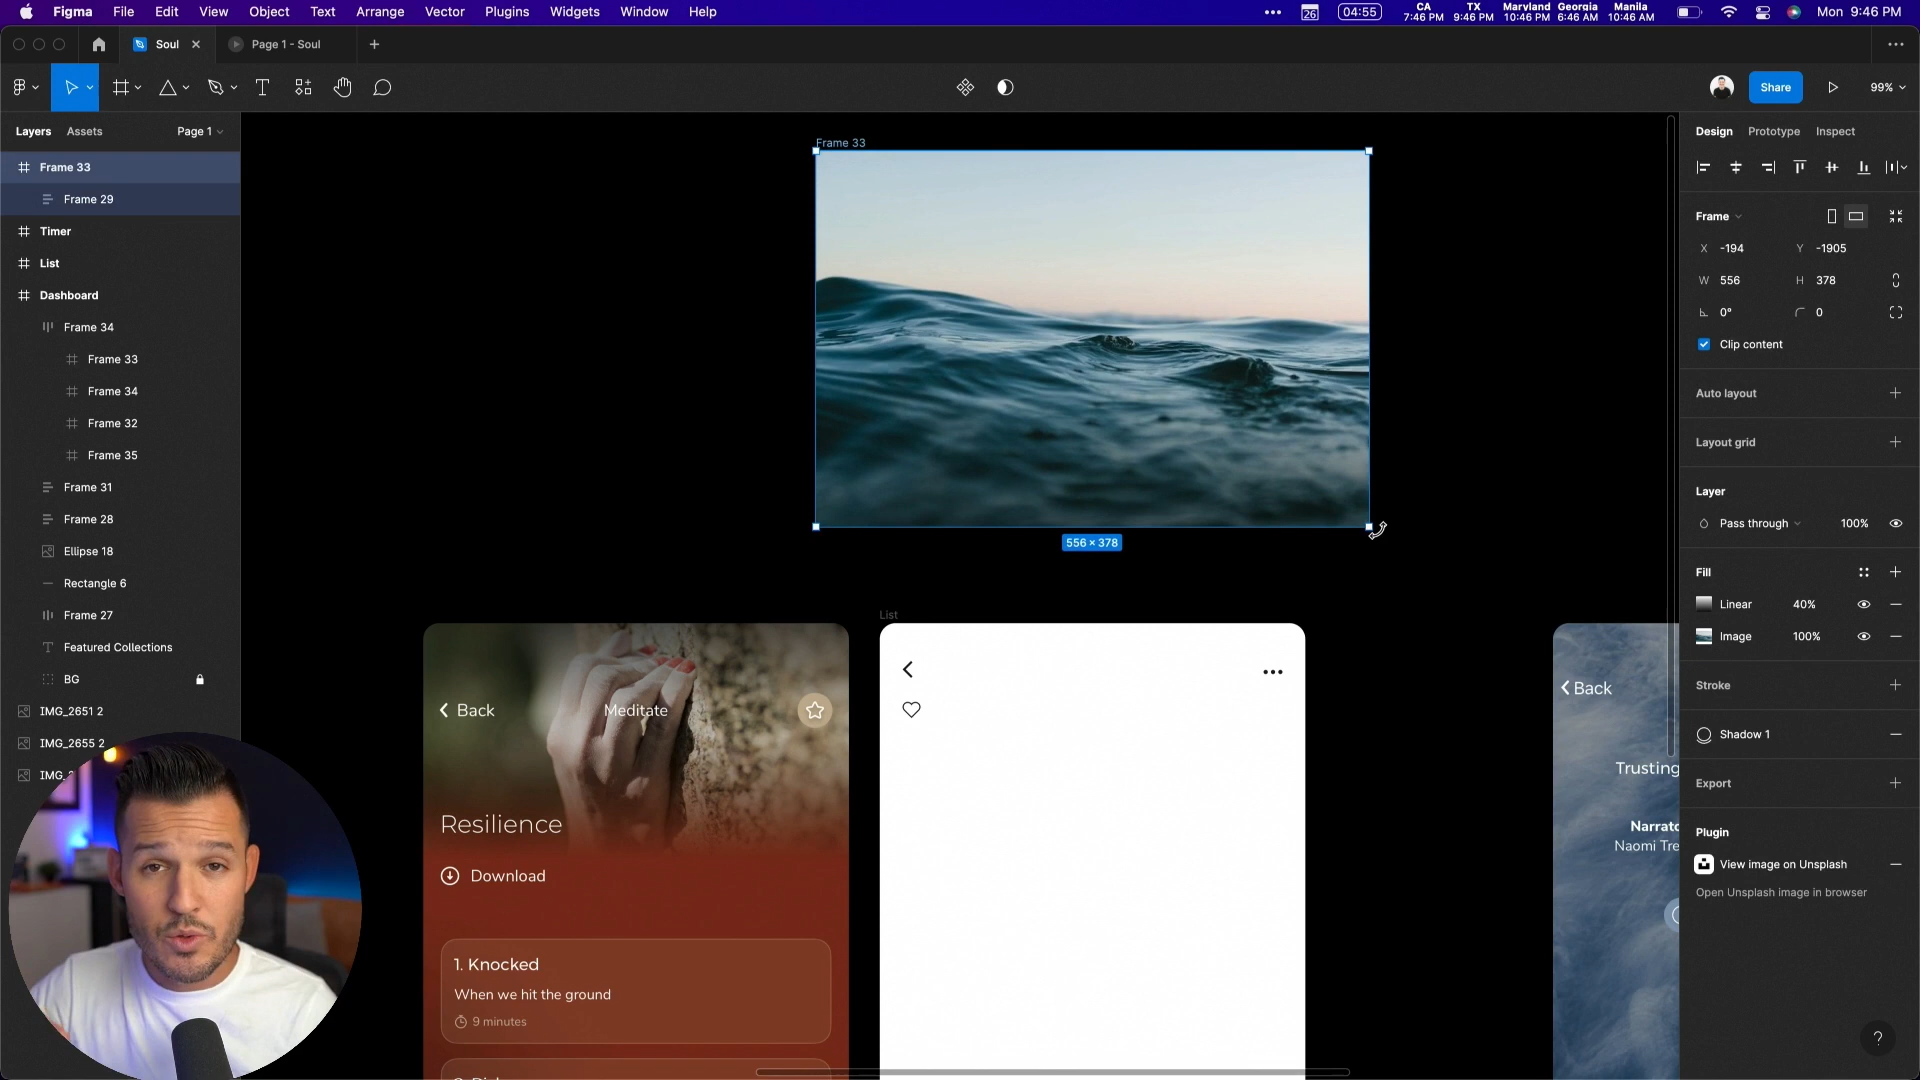 Figma File Edit View Object Text Arrange Vector Plugins Widgets Window Help
26 04:55 CA 7:46 PM TX 9:46 PM Maryland 10:46 PM Georgia 6:46 AM Manila 10:46 AM Mon 9:46 PM
Soul Page 1 - Soul
Share 99%
Layers Assets Page 1
Frame 33
Frame 29
Timer
List
Dashboard
Frame 34
Frame 33
Frame 34
Frame 32
Frame 35
Frame 31
Frame 28
Ellipse 18
Rectangle 6
Frame 27
Featured Collections
BG
IMG_2651 2
IMG_2655 2
Frame 33
556 × 378
List
Back Meditate
Resilience
Download
1. Knocked
When we hit the ground
9 minutes
Back
Trusting
Naomi
Design Prototype Inspect
Frame
X -194 Y -1905
W 556 H 378
0° 0
Clip content
Auto layout
Layout grid
Layer
Pass through 100%
Fill
Linear 40%
Image 100%
Stroke
Shadow 1
Export
Plugin
View image on Unsplash
Open Unsplash image in browser
?